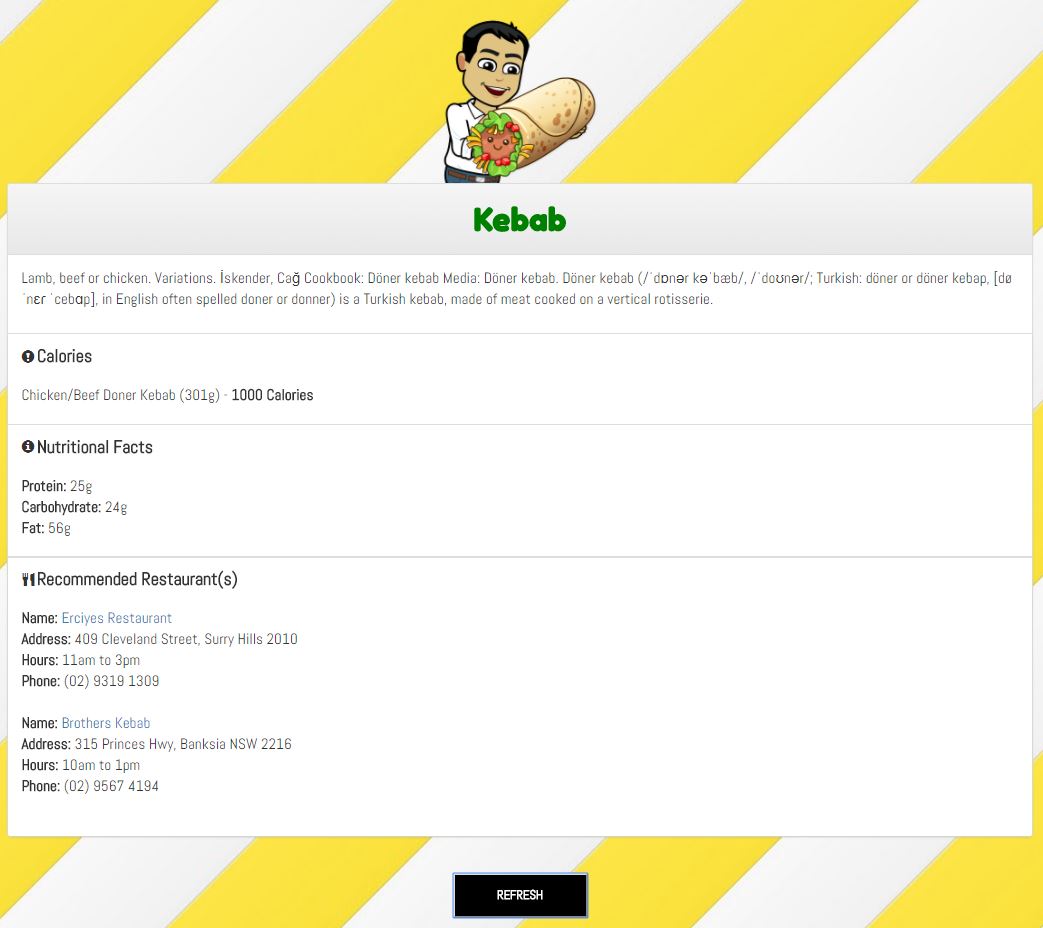 Kebab
Lamb, beef or chicken. Variations. İskender, Cağ Cookbook: Döner kebab Media: Döner kebab. Döner kebab (/ˈdɒnər kəˈbæb/, /ˈdoʊnər/; Turkish: döner or döner kebap, [dø
ˈnɛɾ ˈcebɑp], in English often spelled doner or donner) is a Turkish kebab, made of meat cooked on a vertical rotisserie.
Calories
Chicken/Beef Doner Kebab (301g) - 1000 Calories
Nutritional Facts
Protein: 25g
Carbohydrate: 24g
Fat: 56g
Recommended Restaurant(s)
Name: Erciyes Restaurant
Address: 409 Cleveland Street, Surry Hills 2010
Hours: 11am to 3pm
Phone: (02) 9319 1309
Name: Brothers Kebab
Address: 315 Princes Hwy, Banksia NSW 2216
Hours: 10am to 1pm
Phone: (02) 9567 4194
REFRESH